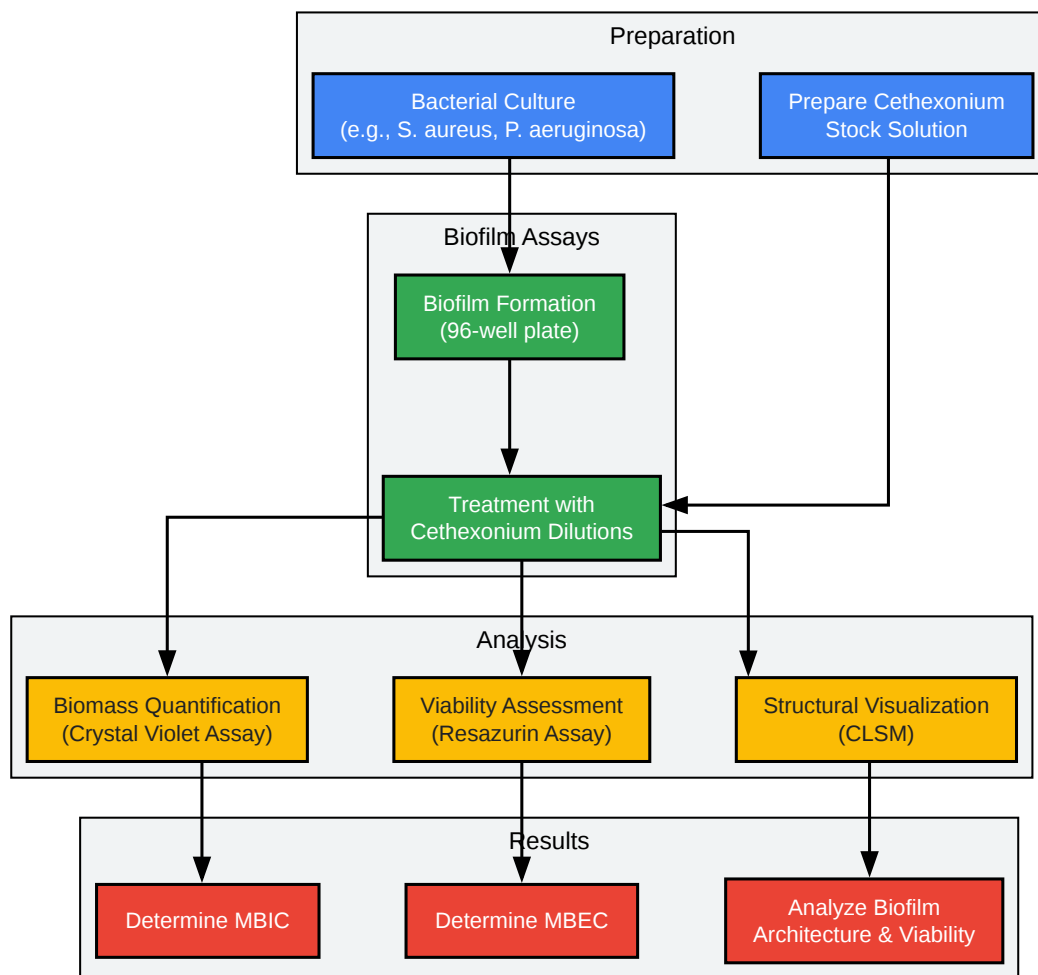 Preparation
Bacterial Culture
(e.g., S. aureus, P. aeruginosa)
Prepare Cethexonium
Stock Solution
Biofilm Assays
Biofilm Formation
(96-well plate)
Treatment with
Cethexonium Dilutions
Analysis
Biomass Quantification
(Crystal Violet Assay)
Viability Assessment
(Resazurin Assay)
Structural Visualization
(CLSM)
Results
Determine MBIC
Determine MBEC
Analyze Biofilm
Architecture & Viability